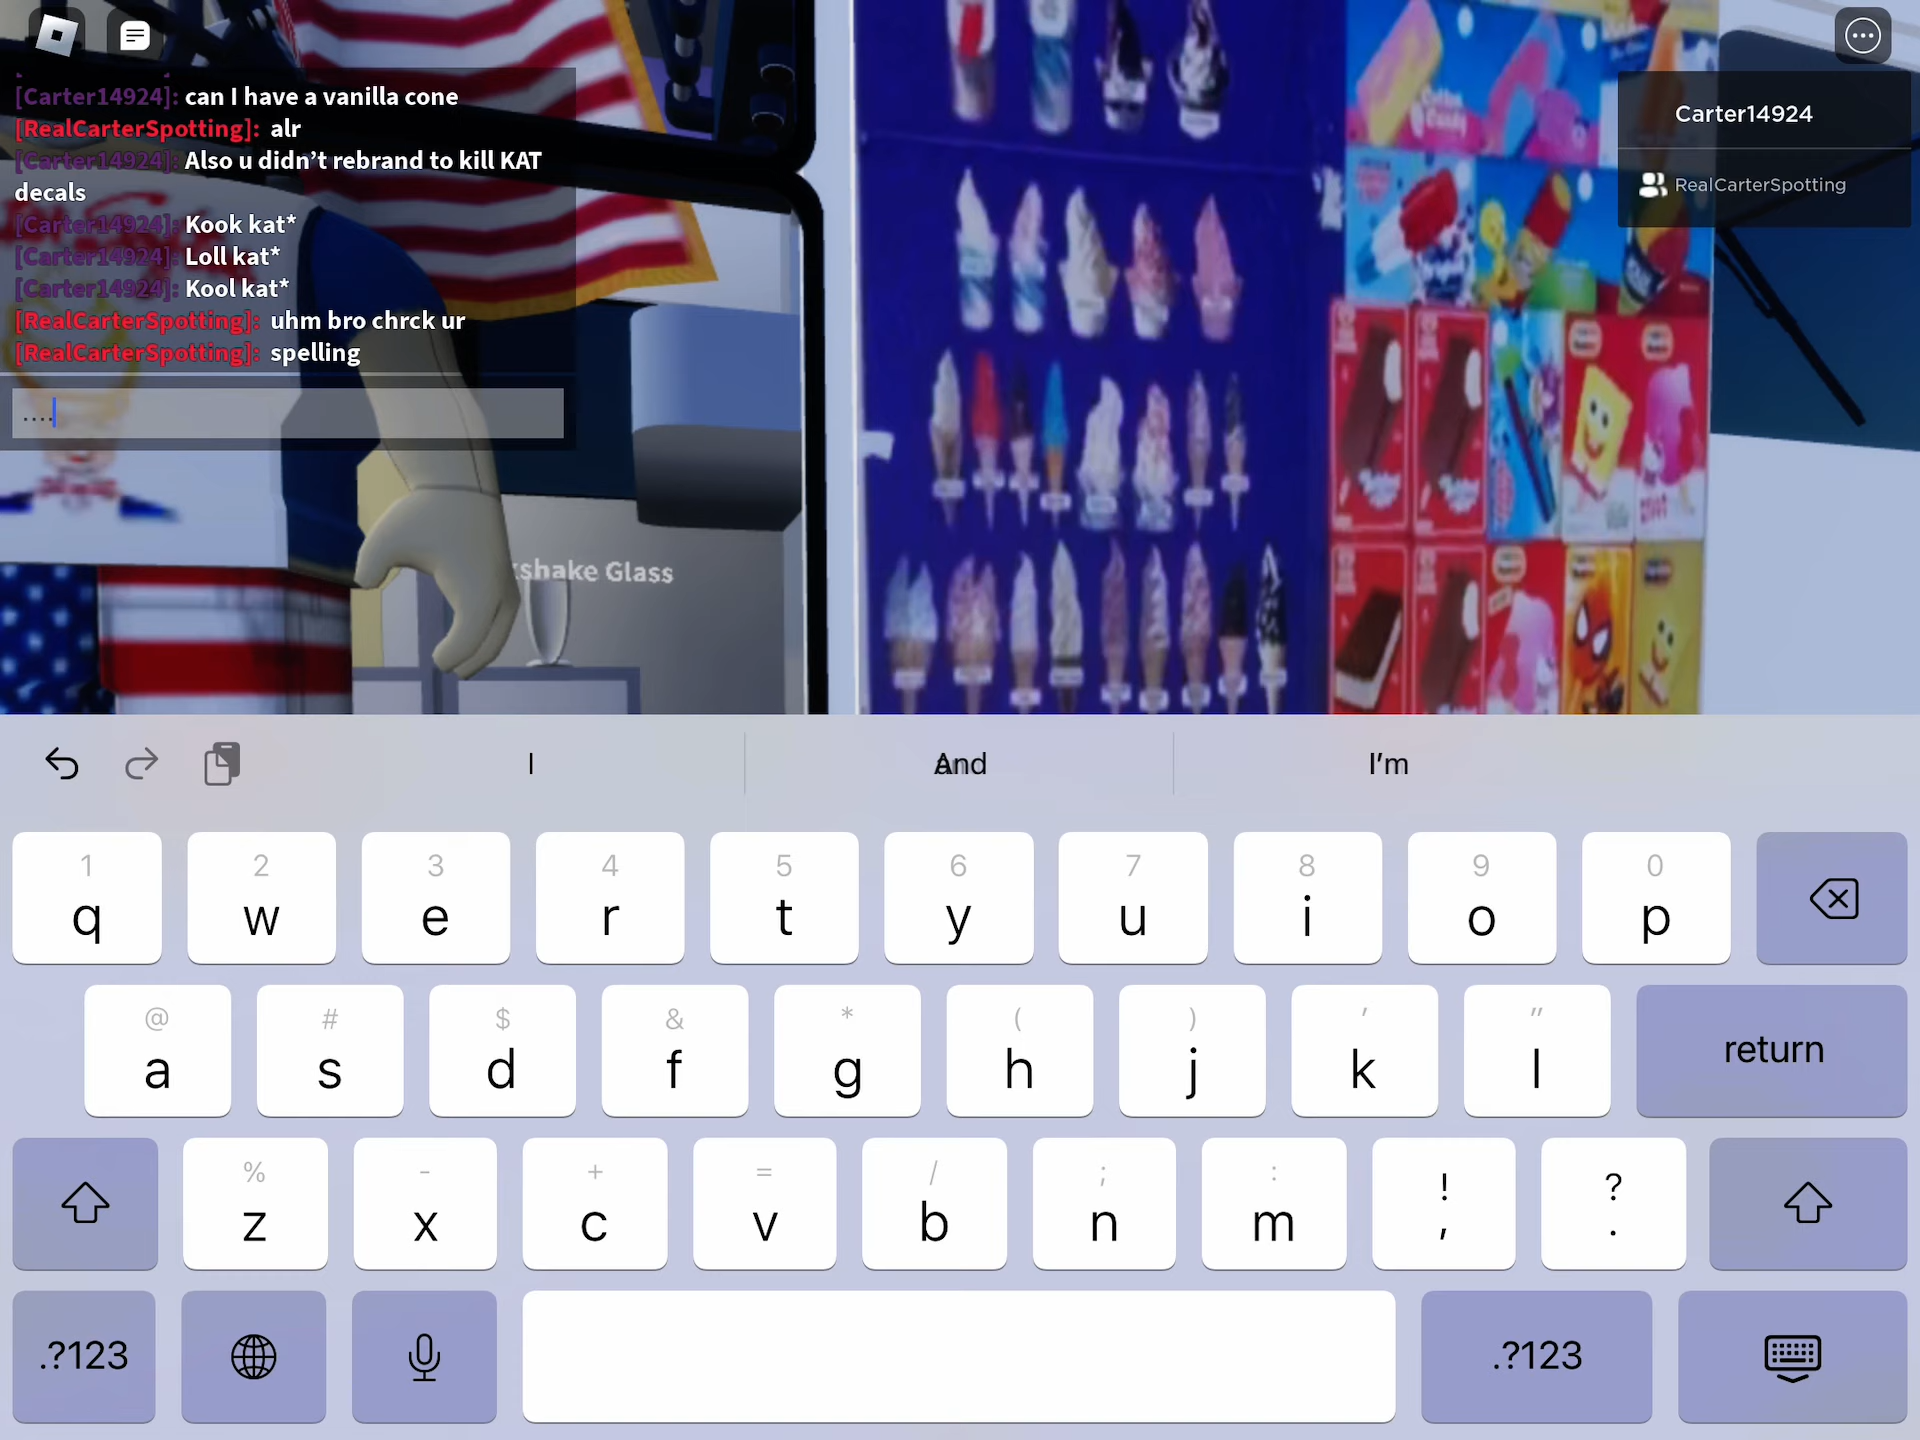 [Carter14924]: can I have a vanilla cone
[RealCarterSpotting]: alr
[Carter14924]: Also u didn’t rebrand to kill KAT
decals
[Carter14924]: Kook kat*
[Carter14924]: Loll kat*
[Carter14924]: Kool kat*
[RealCarterSpotting]: uhm bro chrck ur
[RealCarterSpotting]: spelling
....
Carter14924
RealCarterSpotting
kshake Glass
I And I’m
1 2 3 4 5 6 7 8 9 0
q w e r t y u i o p
@ # $ & * ( ) ' "
a s d f g h j k l return
% - + = / ; : ! ?
z x c v b n m , .
.?123 .?123